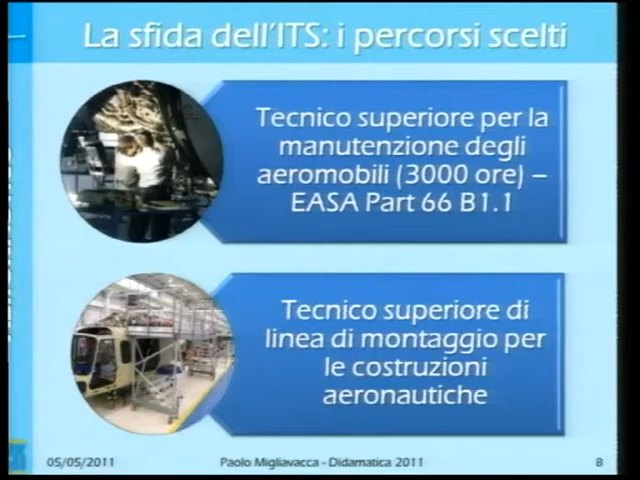 La sfida dell'ITS: i percorsi scelti
Tecnico superiore per la
manutenzione degli
aeromobili (3000 ore) –
EASA Part 66 B1.1
Tecnico superiore di
linea di montaggio per
le costruzioni
aeronautiche
05/05/2011
Paolo Migliavacca - Didamatica 2011
8